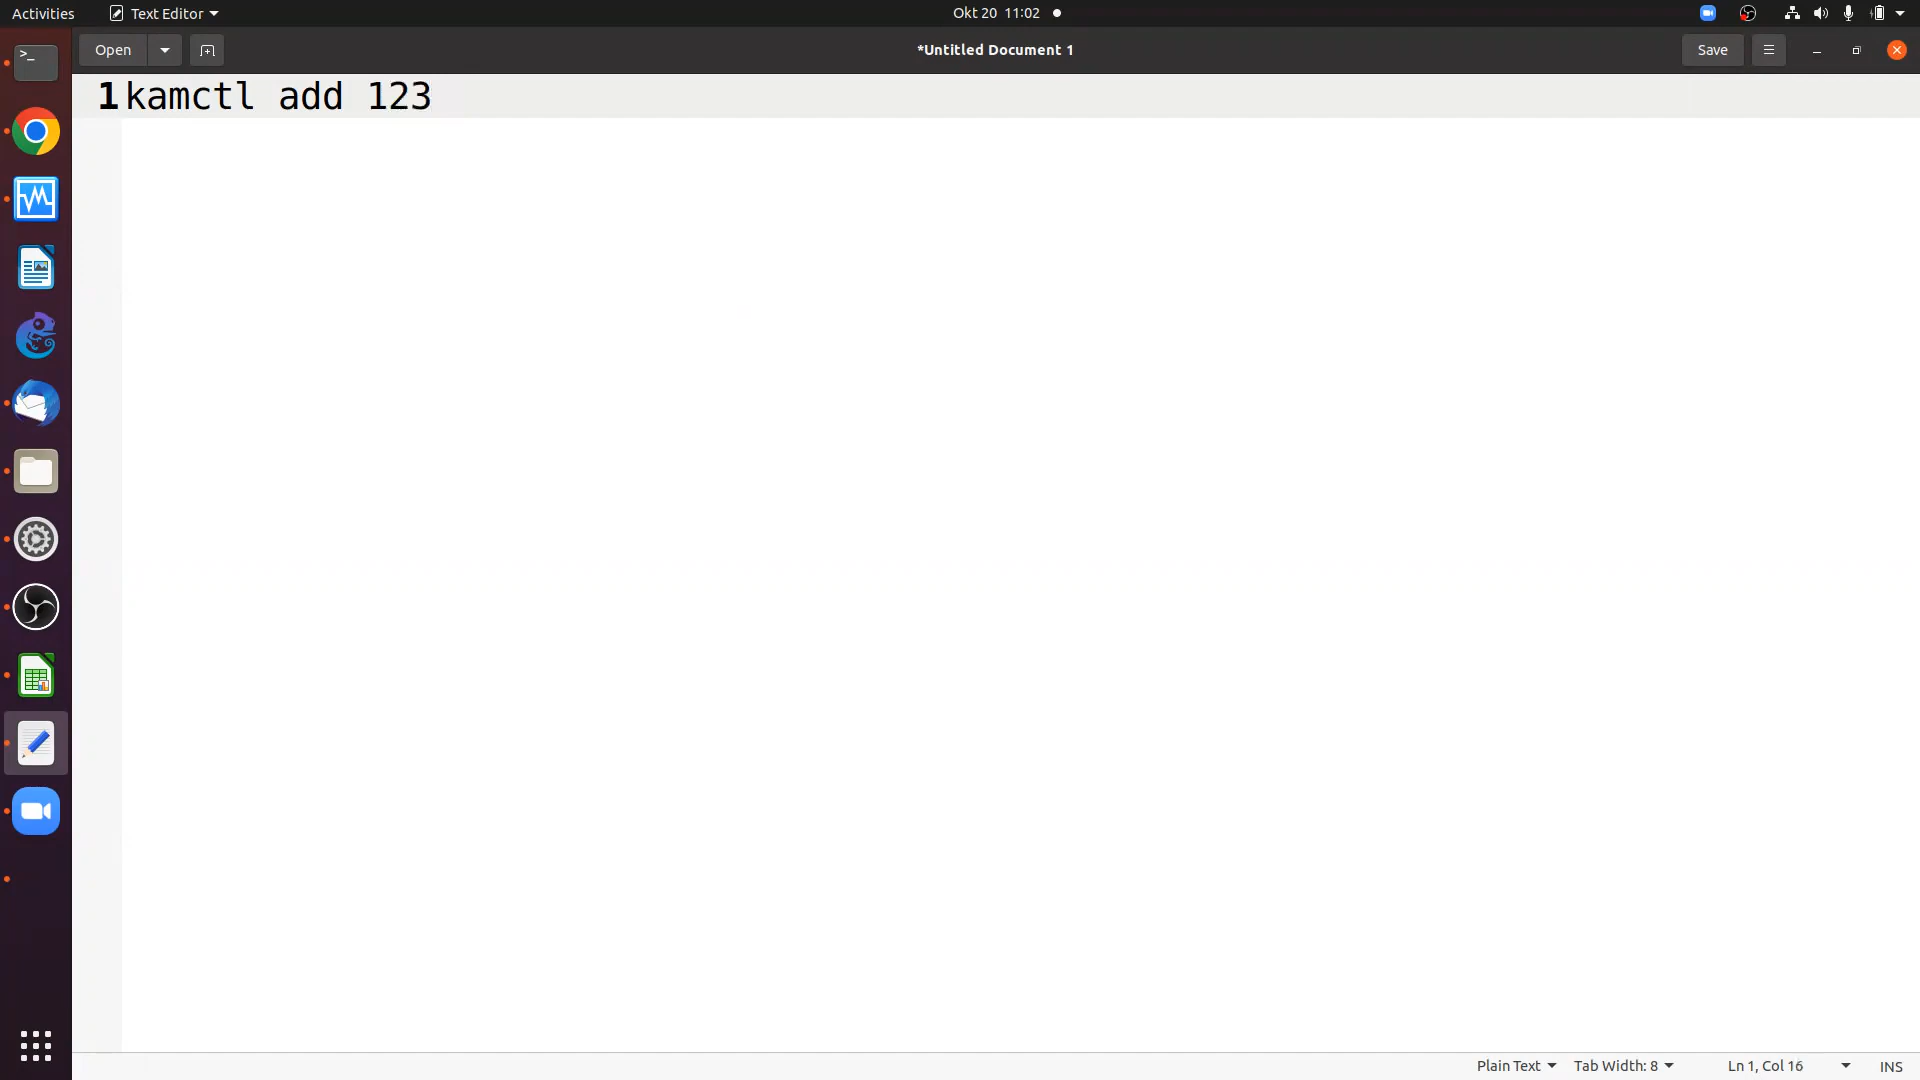 Activities Text Editor Okt 20 11:02
Open *Untitled Document 1 Save
1 kamctl add 123
Plain Text Tab Width: 8 Ln 1, Col 16 INS